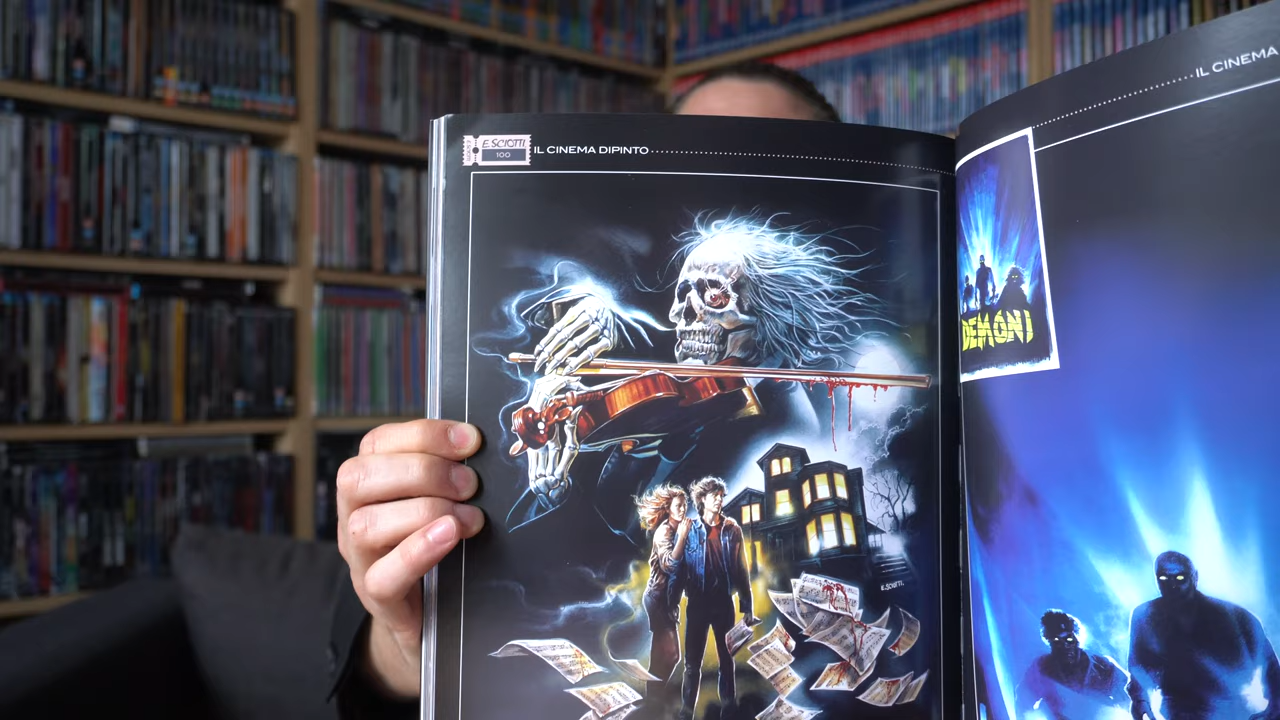 E.SCIOTTI
100
IL CINEMA DIPINTO
IL CINEMA
DEMONI
E.SCIOTTI.